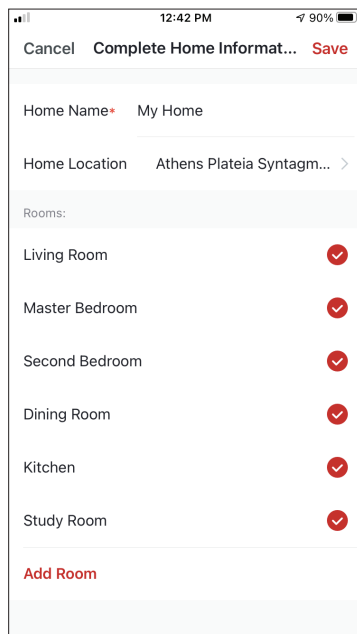 12:42 PM 90%
Cancel Complete Home Informat... Save
Home Name* My Home
Home Location Athens Plateia Syntagm...
Rooms:
Living Room
Master Bedroom
Second Bedroom
Dining Room
Kitchen
Study Room
Add Room